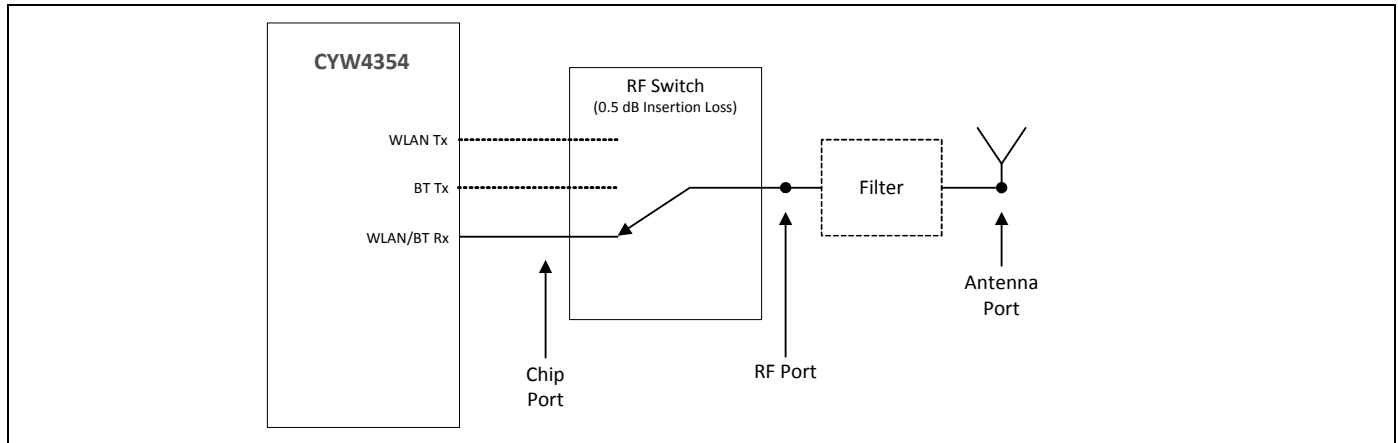 CYW4354
RF Switch
(0.5 dB Insertion Loss)
WLAN Tx
BT Tx
WLAN/BT Rx
Filter
Chip
Port
RF Port
Antenna
Port